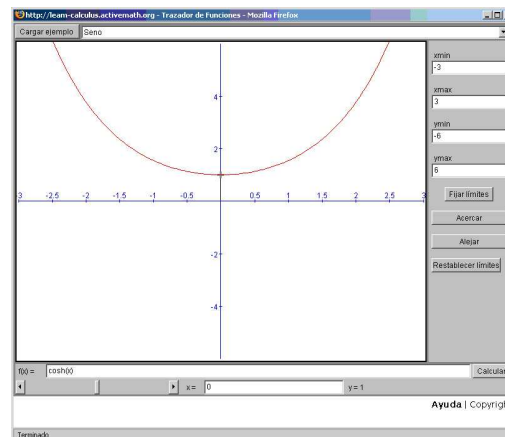 http://leam-calculus.activemath.org - Trazador de Funciones - Mozilla Firefox
Cargar ejemplo Seno
xmin
-3
xmax
3
ymin
-6
ymax
6
Fijar límites
Acercar
Alejar
Restablecer límites
4
2
3 -2.5 -2 -1.5 -1 -0.5 0.5 1 1.5 2 2.5 3
-2
-4
f(x) = cosh(x) Calcular
x = 0 y = 1
Ayuda | Copyrigh
Terminado